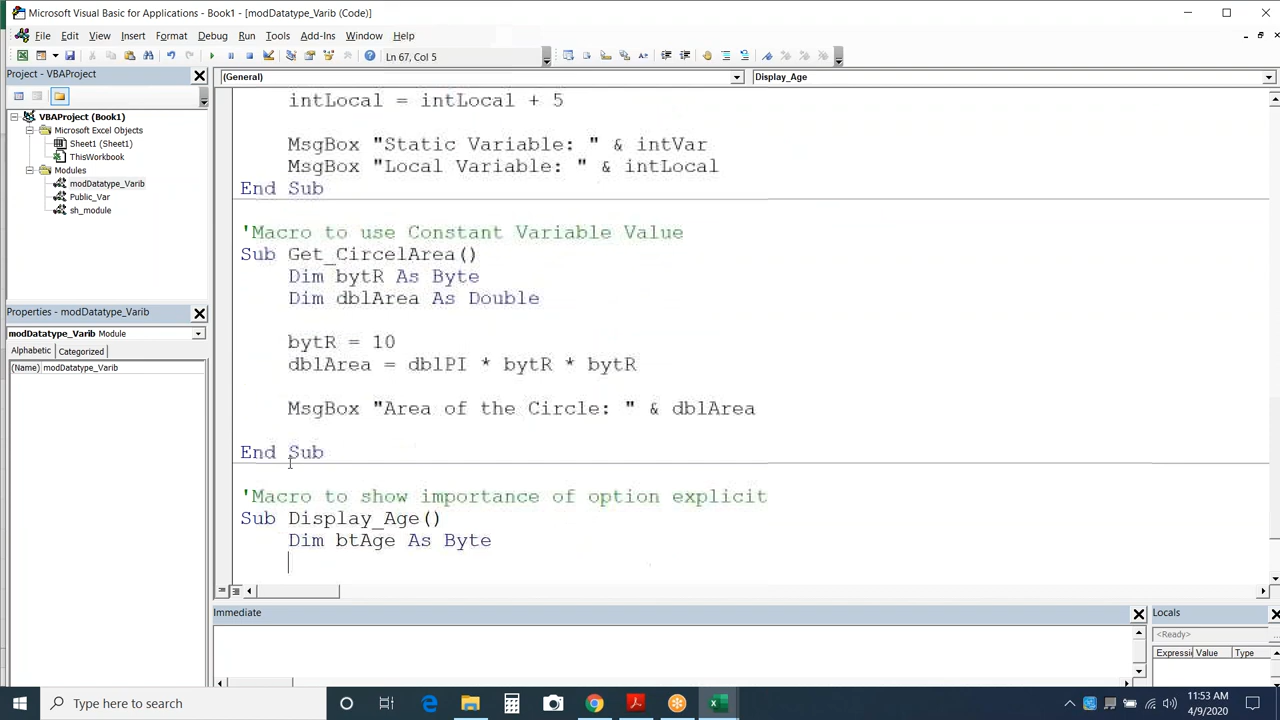 Microsoft Visual Basic for Applications - Book1 - [modDatatype_Varib (Code)]
File Edit View Insert Format Debug Run Tools Add-Ins Window Help
Ln 67, Col 5
Project - VBAProject
(General) Display_Age
VBAProject (Book1)
Microsoft Excel Objects
Sheet1 (Sheet1)
ThisWorkbook
Modules
modDatatype_Varib
Public_Var
sh_module
intLocal = intLocal + 5
MsgBox "Static Variable: " & intVar
MsgBox "Local Variable: " & intLocal
End Sub
'Macro to use Constant Variable Value
Sub Get_CircelArea()
Dim bytR As Byte
Dim dblArea As Double
bytR = 10
dblArea = dblPI * bytR * bytR
MsgBox "Area of the Circle: " & dblArea
End Sub
'Macro to show importance of option explicit
Sub Display_Age()
Dim btAge As Byte
Properties - modDatatype_Varib
modDatatype_Varib Module
Alphabetic Categorized
(Name) modDatatype_Varib
Immediate
Locals
<Ready>
Expressi Value Type
Type here to search
11:53 AM
4/9/2020